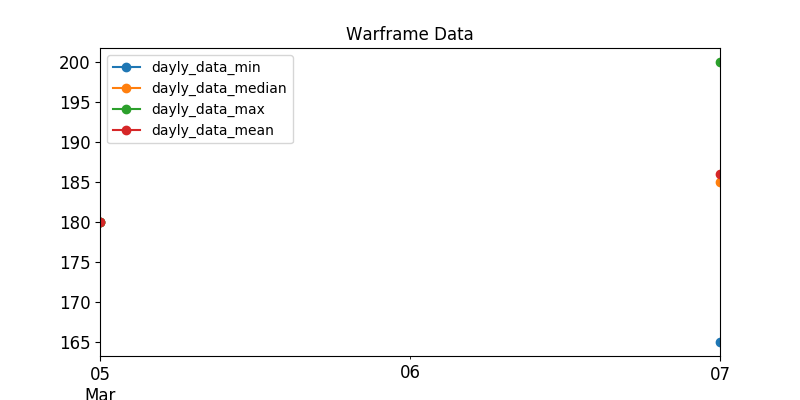 Warframe Data
dayly_data_min
dayly_data_median
dayly_data_max
dayly_data_mean
200
195
190
185
180
175
170
165
05
06
07
Mar